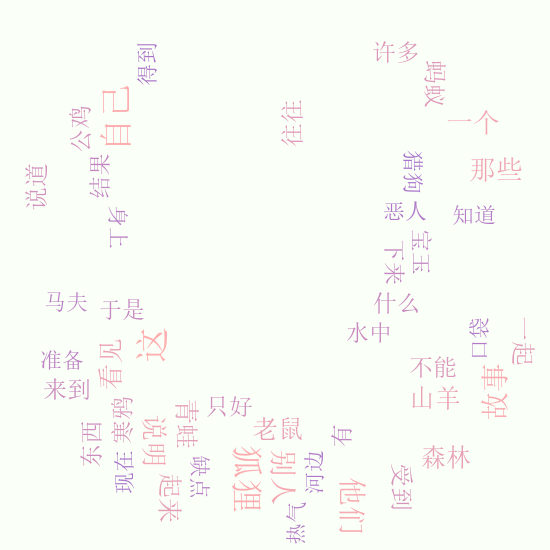 得到
许多
蚂蚁
自己
往往
公鸡
一个
结果
猎狗
那些
说道
恶人
知道
身上
宝玉
下来
马夫
于是
什么
水中
口袋
一起
这
看见
准备
不能
来到
山羊
故事
寒鸦
青蛙
只好
东西
说明
老鼠
有
现在
缺点
狐狸
别人
河边
森林
起来
他们
受到
热气